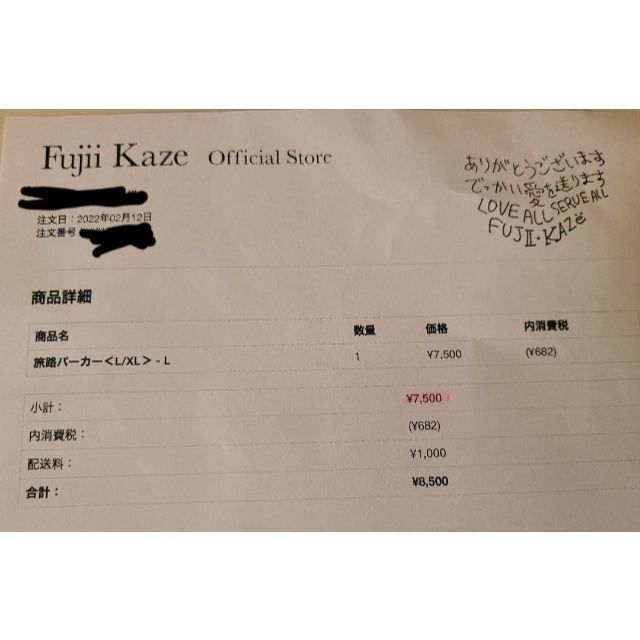 Fujii Kaze Official Store
ありがとうございます
でっかい愛を送ります
LOVE ALL SERVE ALL
FUJII・KAZE
注文日：2022年02月12日
注文番号
商品詳細
商品名 数量 価格 内消費税
旅路パーカー＜L/XL＞ - L 1 ¥7,500 (¥682)
小計： ¥7,500
内消費税： (¥682)
配送料： ¥1,000
合計： ¥8,500